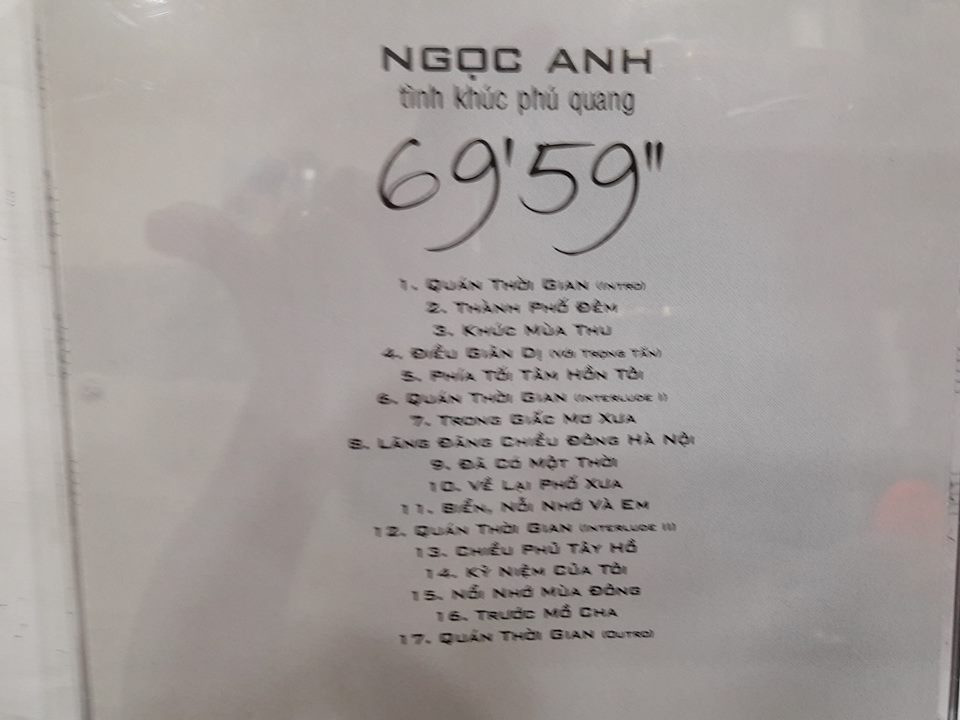 NGỌC ANH
tình khúc phú quang
69'59"
1. QUÁN THỜI GIAN (INTRO)
2. THÀNH PHỐ ĐÊM
3. KHÚC MÙA THU
4. ĐIỀU GIẢN DỊ (VỚI TRỌNG TẤN)
5. PHÍA TỐI TÂM HỒN TÔI
6. QUÁN THỜI GIAN (INTERLUDE I)
7. TRONG GIẤC MƠ XƯA
8. LÃNG ĐÃNG CHIỀU ĐÔNG HÀ NỘI
9. ĐÃ CÓ MỘT THỜI
10. VỀ LẠI PHỐ XƯA
11. BIỂN, NỖI NHỚ VÀ EM
12. QUÁN THỜI GIAN (INTERLUDE II)
13. CHIỀU PHỦ TÂY HỒ
14. KỶ NIỆM CỦA TÔI
15. NỖI NHỚ MÙA ĐÔNG
16. TRƯỚC MỘ CHA
17. QUÁN THỜI GIAN (OUTRO)